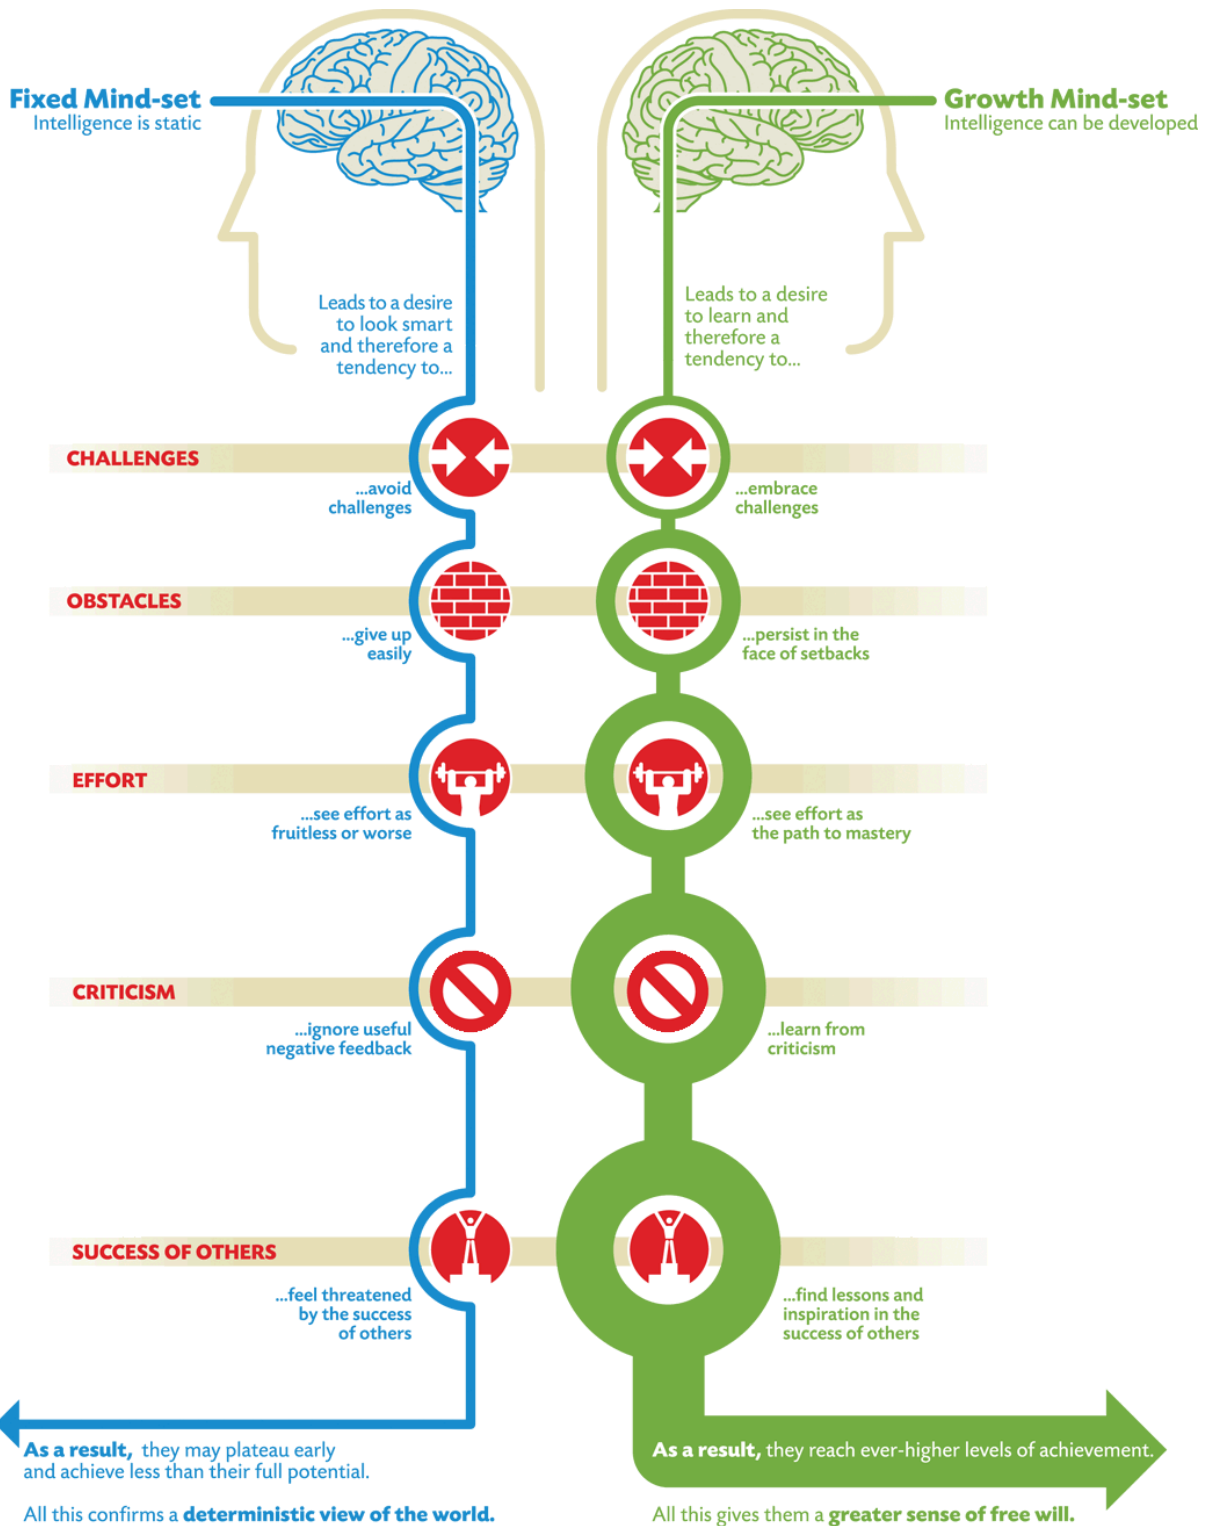 Fixed Mind-set
Intelligence is static
Growth Mind-set
Intelligence can be developed
Leads to a desire
to look smart
and therefore a
tendency to...
Leads to a desire
to learn and
therefore a
tendency to...
CHALLENGES
...avoid
challenges
...embrace
challenges
OBSTACLES
...give up
easily
...persist in the
face of setbacks
EFFORT
...see effort as
fruitless or worse
...see effort as
the path to mastery
CRITICISM
...ignore useful
negative feedback
...learn from
criticism
SUCCESS OF OTHERS
...feel threatened
by the success
of others
...find lessons and
inspiration in the
success of others
As a result, they may plateau early
and achieve less than their full potential.
All this confirms a deterministic view of the world.
As a result, they reach ever-higher levels of achievement.
All this gives them a greater sense of free will.